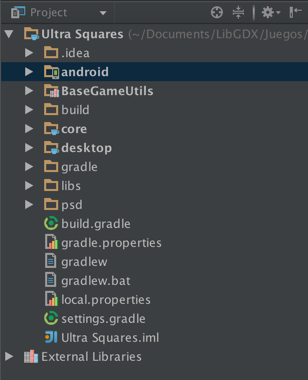 Project
Ultra Squares (~/Documents/LibGDX/Juegos/
.idea
android
BaseGameUtils
build
core
desktop
gradle
libs
psd
build.gradle
gradle.properties
gradlew
gradlew.bat
local.properties
settings.gradle
Ultra Squares.iml
External Libraries